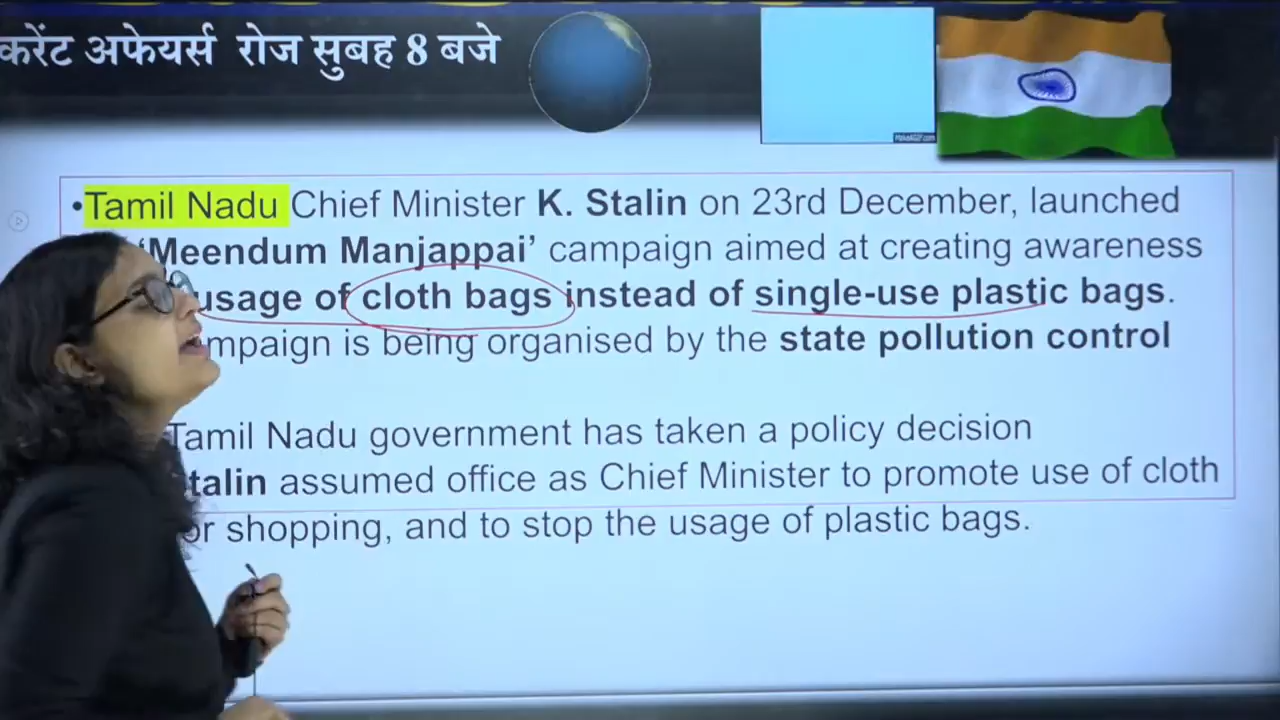 करेंट अफेयर्स रोज सुबह 8 बजे
•Tamil Nadu Chief Minister K. Stalin on 23rd December, launched
‘Meendum Manjappai’ campaign aimed at creating awareness
usage of cloth bags instead of single-use plastic bags.
mpaign is being organised by the state pollution control
Tamil Nadu government has taken a policy decision
talin assumed office as Chief Minister to promote use of cloth
or shopping, and to stop the usage of plastic bags.